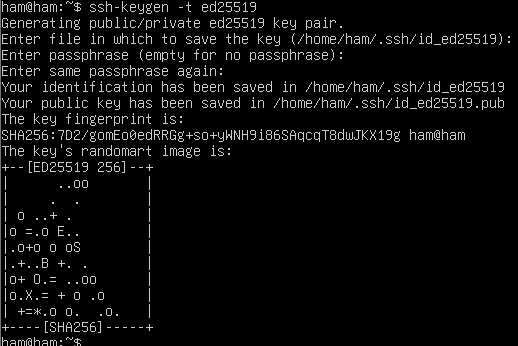 ham@ham:~$ ssh-keygen -t ed25519
Generating public/private ed25519 key pair.
Enter file in which to save the key (/home/ham/.ssh/id_ed25519):
Enter passphrase (empty for no passphrase):
Enter same passphrase again:
Your identification has been saved in /home/ham/.ssh/id_ed25519
Your public key has been saved in /home/ham/.ssh/id_ed25519.pub
The key fingerprint is:
SHA256:7D2/gomEo0edRRGg+so+yWNH9i86SAqcqT8dwJKX19g ham@ham
The key's randomart image is:
+--[ED25519 256]--+
|      ..oo       |
|     .  .        |
| o ..+ .         |
|o =.o E..        |
|.o+o o oS        |
|.+..B +. .       |
|o+ O.= ..oo      |
|o.X.= + o .o     |
| +=*.o o.  .o.   |
+----[SHA256]-----+
ham@ham:~$